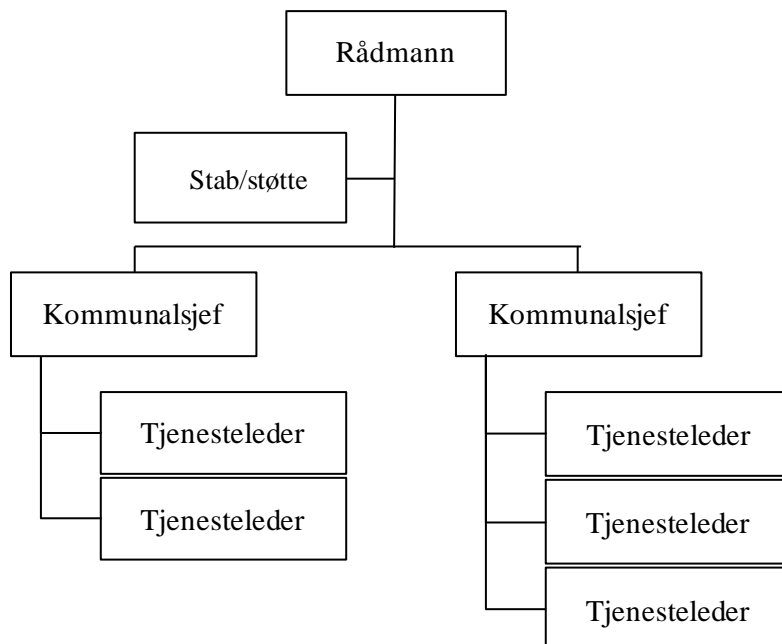 Rådmann
Stab/støtte
Kommunalsjef
Tjenesteleder
Tjenesteleder
Kommunalsjef
Tjenesteleder
Tjenesteleder
Tjenesteleder